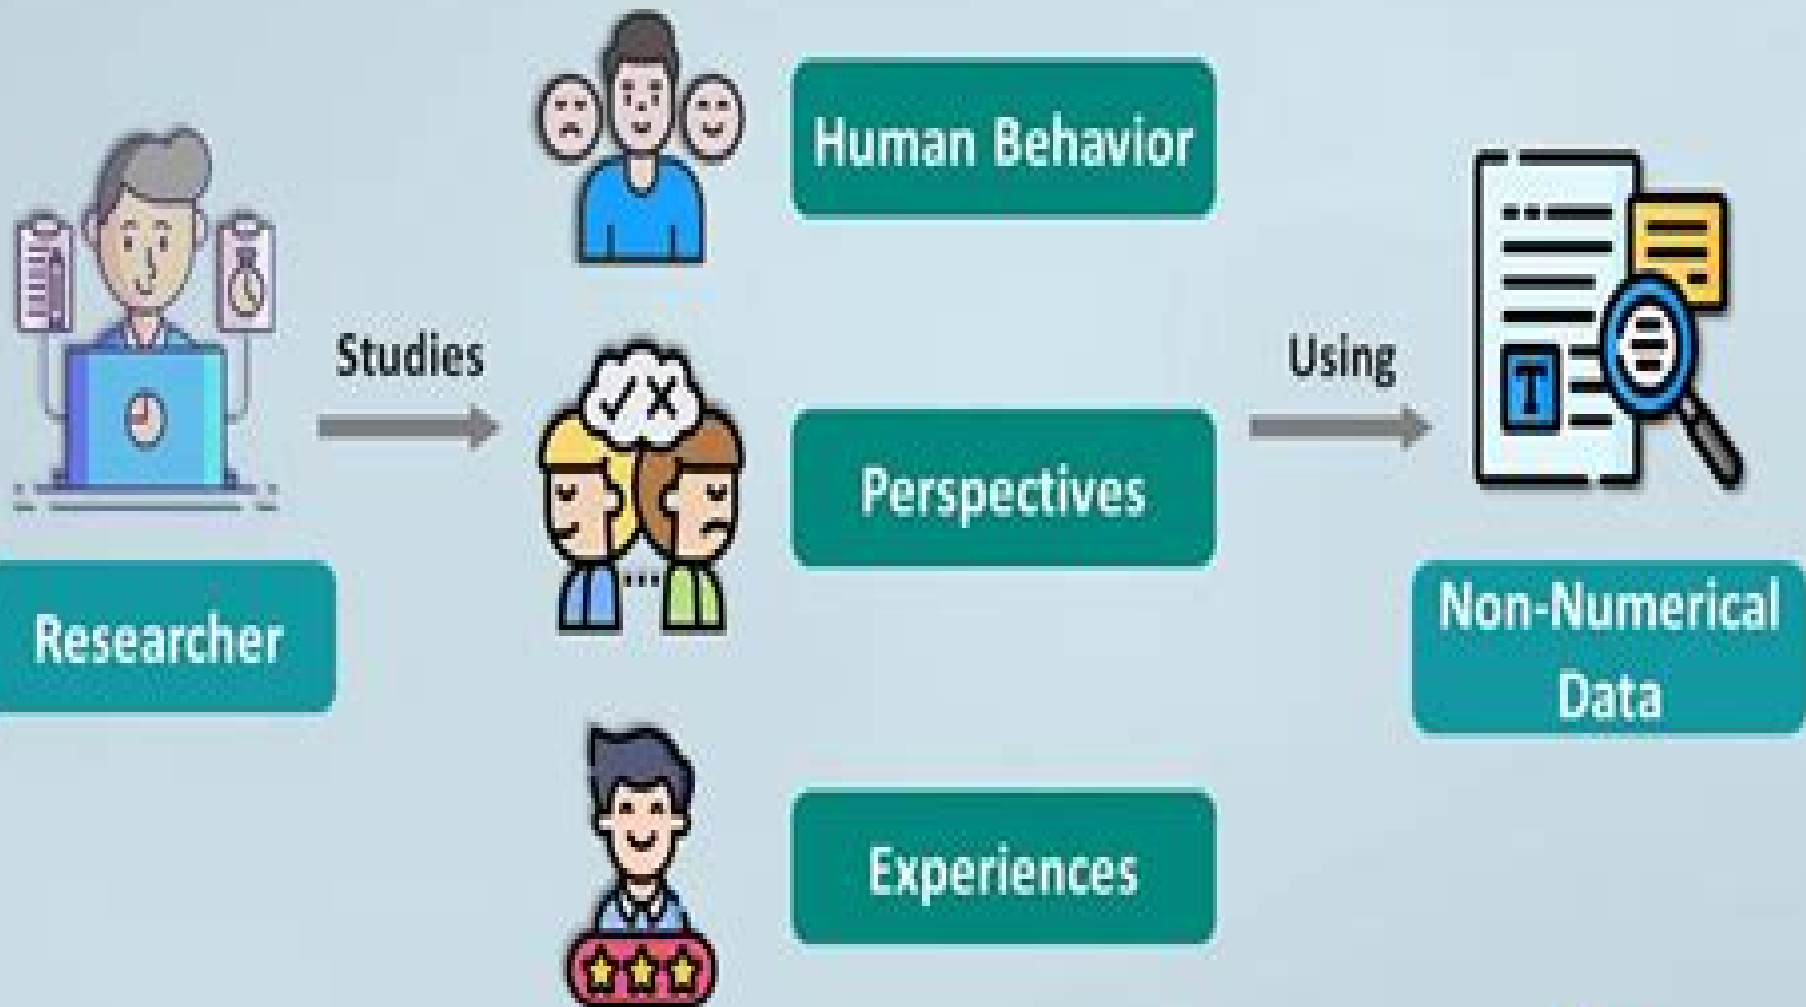 Human Behavior
Studies
Using
T
Perspectives
Researcher
Non-Numerical
Data
Experiences